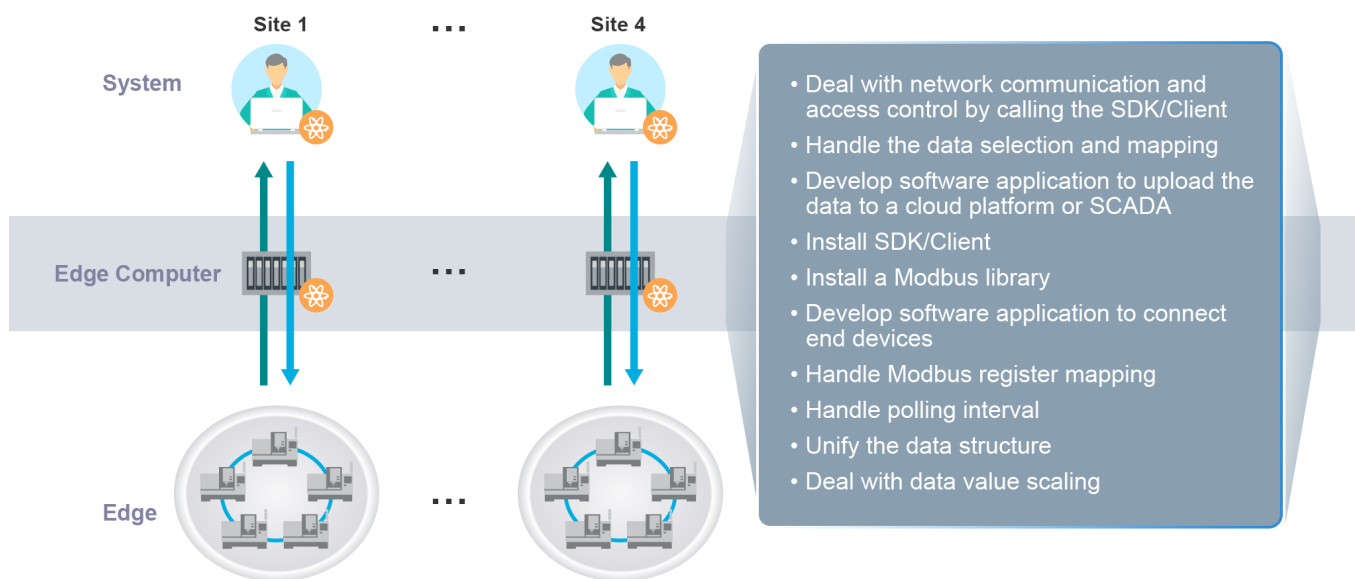 Site 1
...
Site 4
System
Edge Computer
...
Edge
...
• Deal with network communication and
access control by calling the SDK/Client
• Handle the data selection and mapping
• Develop software application to upload the
data to a cloud platform or SCADA
• Install SDK/Client
• Install a Modbus library
• Develop software application to connect
end devices
• Handle Modbus register mapping
• Handle polling interval
• Unify the data structure
• Deal with data value scaling